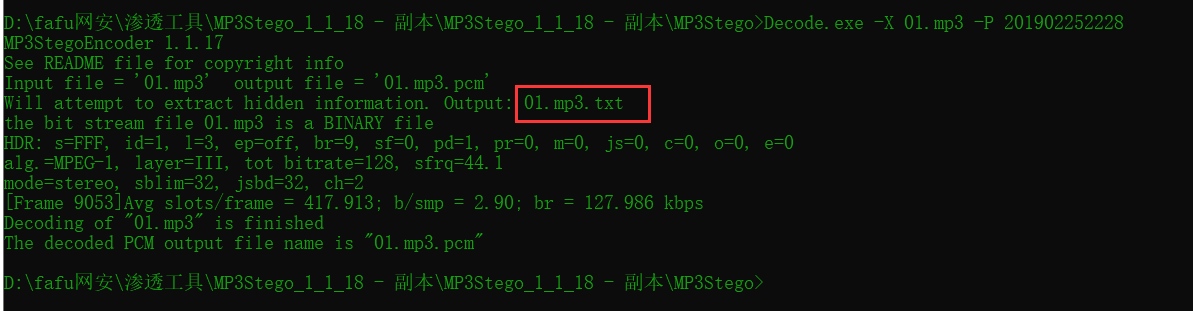 D:\fafu网安\渗透工具\MP3Stego_1_1_18 - 副本\MP3Stego_1_1_18 - 副本\MP3Stego>Decode.exe -X 01.mp3 -P 201902252228
MP3StegoEncoder 1.1.17
See README file for copyright info
Input file = '01.mp3'  output file = '01.mp3.pcm'
Will attempt to extract hidden information. Output: 01.mp3.txt
the bit stream file 01.mp3 is a BINARY file
HDR: s=FFF, id=1, l=3, ep=off, br=9, sf=0, pd=1, pr=0, m=0, js=0, c=0, o=0, e=0
alg.=MPEG-1, layer=III, tot bitrate=128, sfrq=44.1
mode=stereo, sblim=32, jsbd=32, ch=2
[Frame 9053]Avg slots/frame = 417.913; b/smp = 2.90; br = 127.986 kbps
Decoding of "01.mp3" is finished
The decoded PCM output file name is "01.mp3.pcm"
D:\fafu网安\渗透工具\MP3Stego_1_1_18 - 副本\MP3Stego_1_1_18 - 副本\MP3Stego>